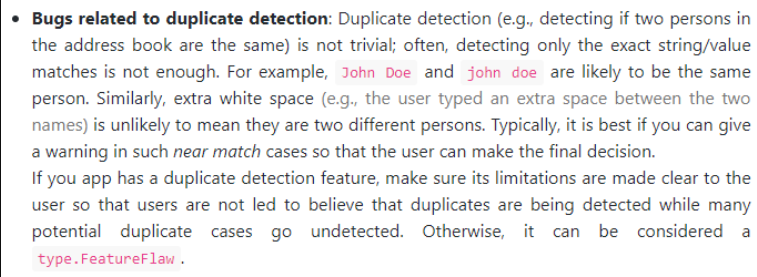 • Bugs related to duplicate detection: Duplicate detection (e.g., detecting if two persons in
the address book are the same) is not trivial; often, detecting only the exact string/value
matches is not enough. For example, John Doe and john doe are likely to be the same
person. Similarly, extra white space (e.g., the user typed an extra space between the two
names) is unlikely to mean they are two different persons. Typically, it is best if you can give
a warning in such near match cases so that the user can make the final decision.
If you app has a duplicate detection feature, make sure its limitations are made clear to the
user so that users are not led to believe that duplicates are being detected while many
potential duplicate cases go undetected. Otherwise, it can be considered a
type.FeatureFlaw .